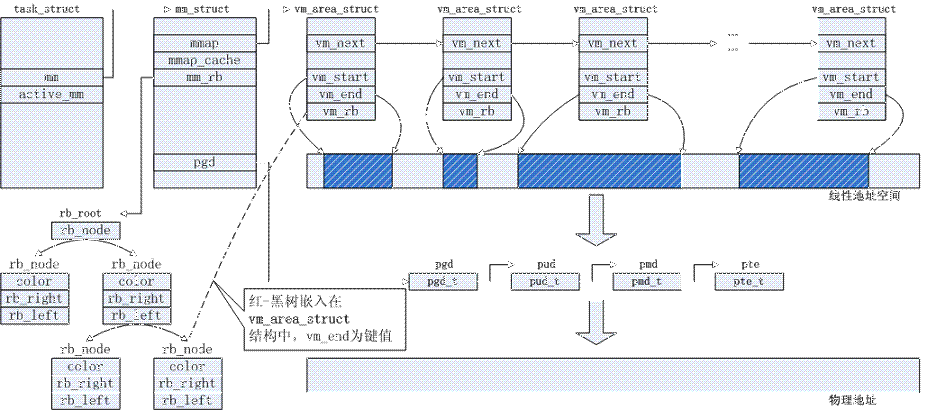 task_struct
mm
active_mm
mm_struct
mmap
mmap_cache
mm_rb
pgd
vm_area_struct
vm_next
vm_start
vm_end
vm_rb
vm_area_struct
vm_next
vm_start
vm_end
vm_rb
vm_area_struct
vm_next
vm_start
vm_end
vm_rb
...
vm_area_struct
vm_next
vm_start
vm_end
vm_rb
线性地址空间
rb_root
rb_node
rb_node
color
rb_right
rb_left
rb_node
color
rb_right
rb_left
rb_node
color
rb_right
rb_left
rb_node
color
rb_right
rb_left
红-黑树嵌入在
vm_area_struct
结构中，vm_end为键值
pgd
pgd_t
pud
pud_t
pmd
pmd_t
pte
pte_t
物理地址